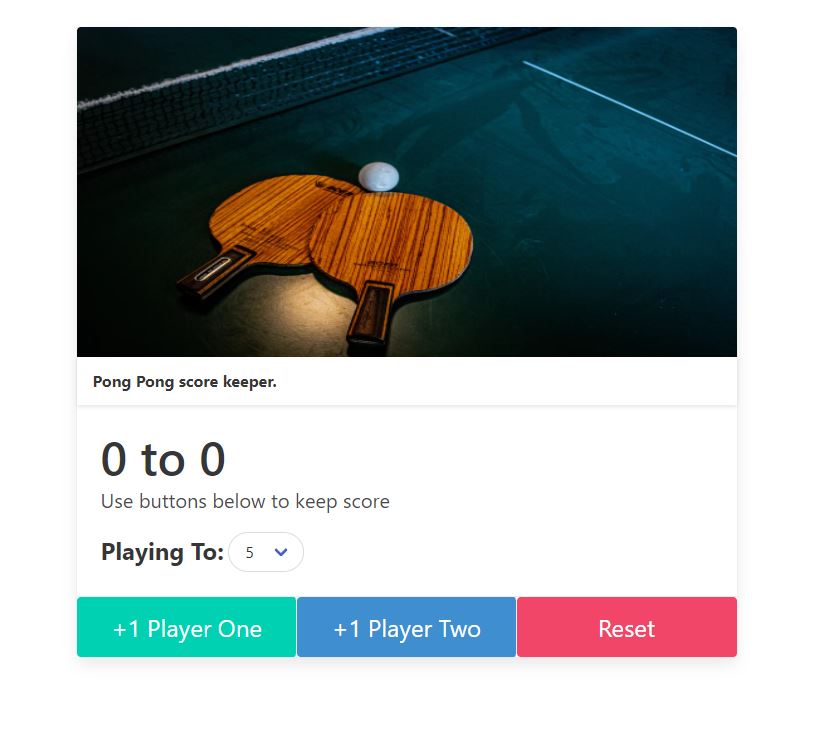 Pong Pong score keeper.
0 to 0
Use buttons below to keep score
Playing To: 5
+1 Player One +1 Player Two Reset